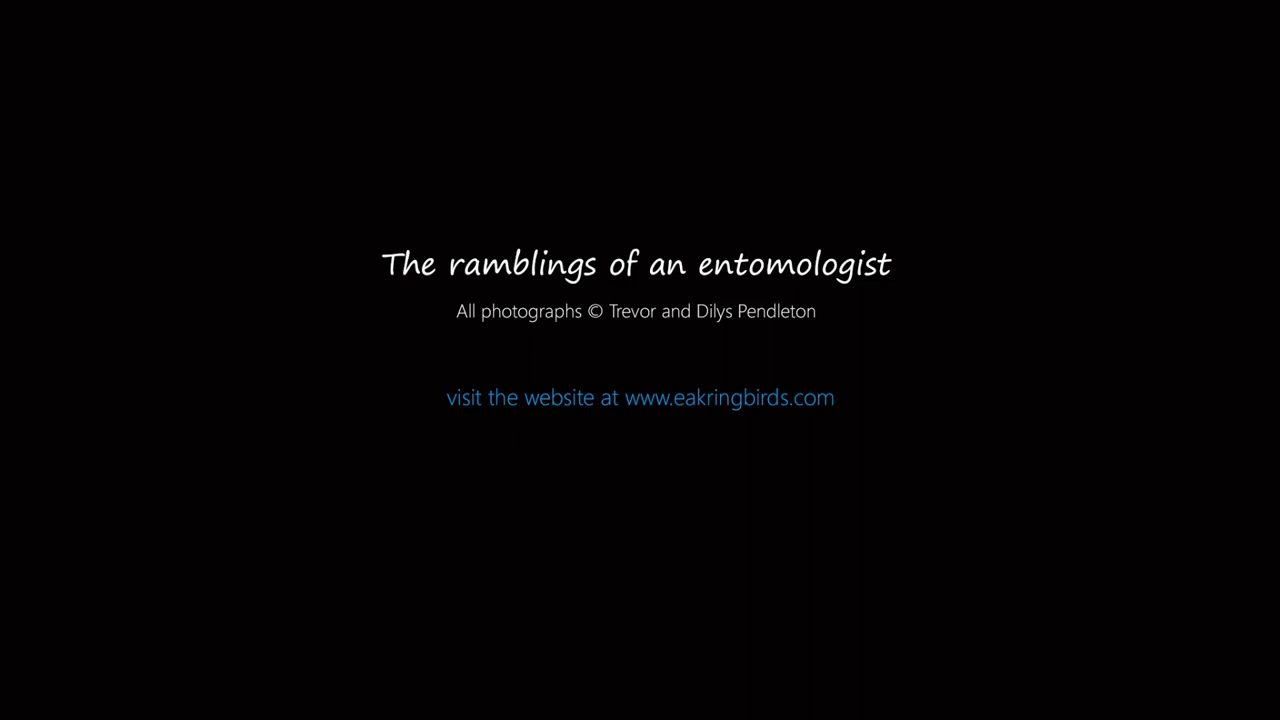 The ramblings of an entomologist
All photographs © Trevor and Dilys Pendleton
visit the website at www.eakringbirds.com